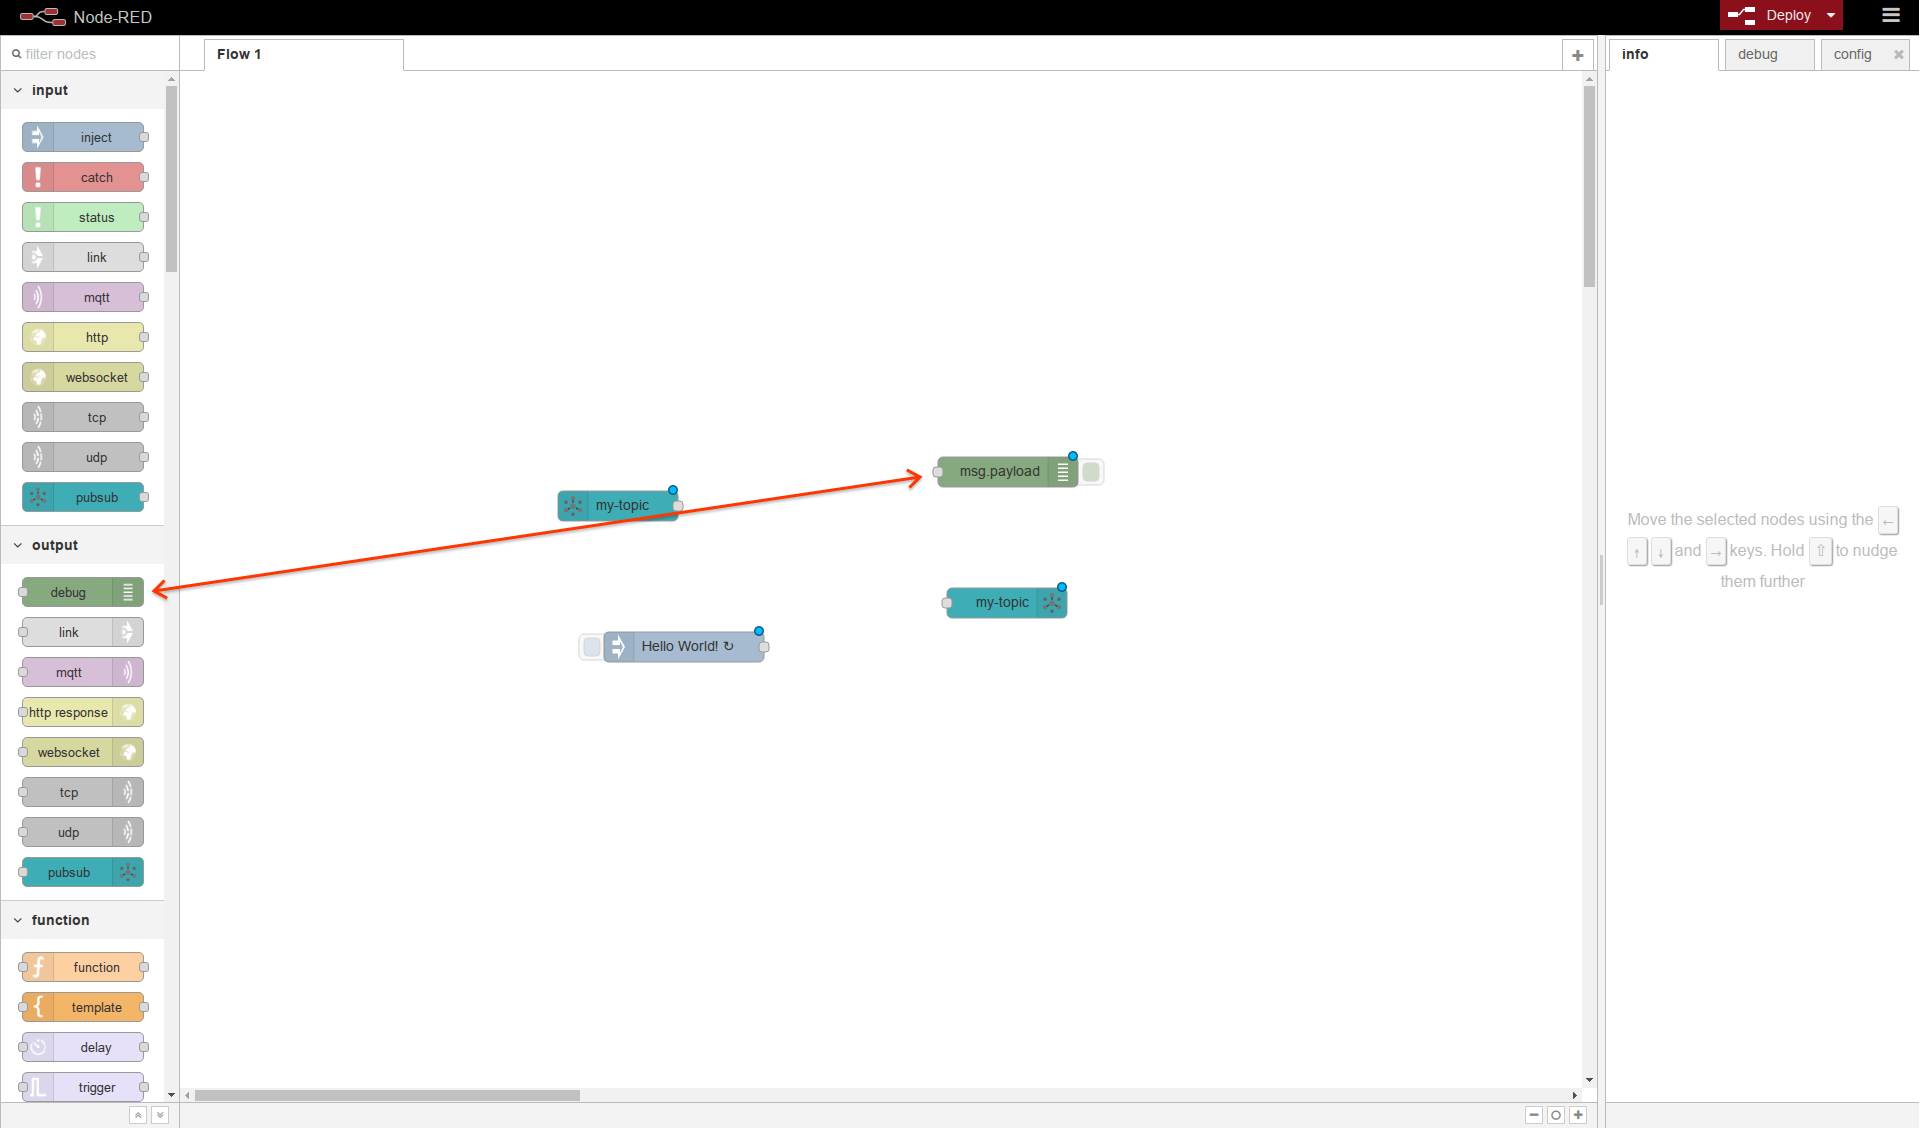 Node-RED
Deploy
filter nodes
Flow 1
info
debug
config
input
inject
catch
status
link
mqtt
http
websocket
tcp
udp
pubsub
output
debug
link
mqtt
http response
websocket
tcp
udp
pubsub
function
function
template
delay
trigger
my-topic
msg.payload
my-topic
Hello World! ↻
Move the selected nodes using the ←
↑ ↓ and → keys. Hold ⇧ to nudge
them further